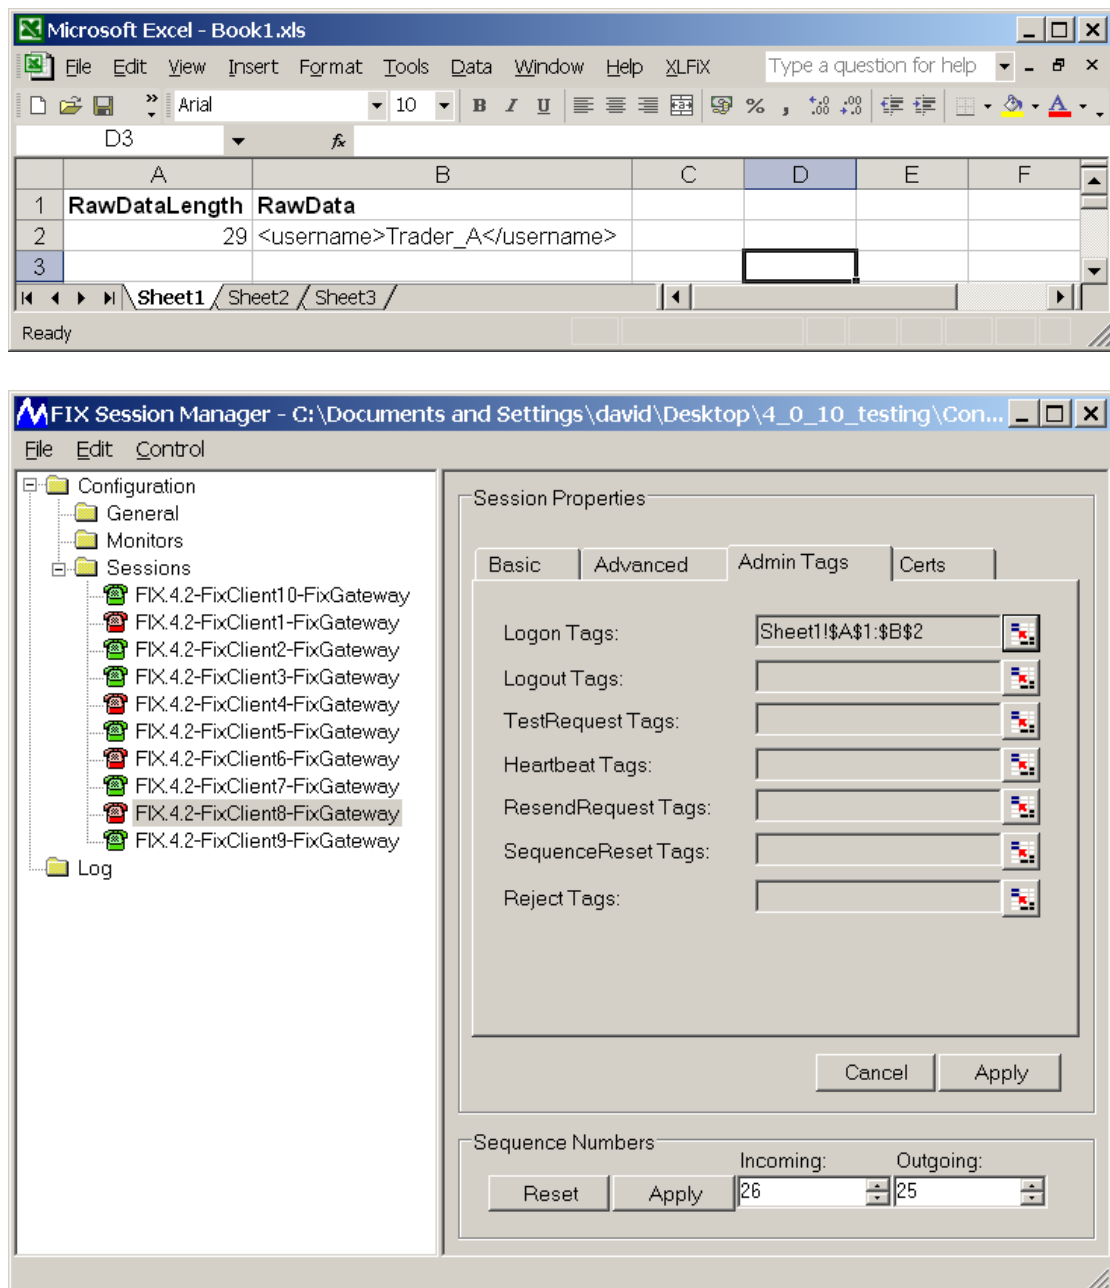 Microsoft Excel - Book1.xls
File Edit View Insert Format Tools Data Window Help XLFiX Type a question for help
Arial 10 B I U % ,
D3 fx
A B C D E F
1 RawDataLength RawData
2 29 <username>Trader_A</username>
3
Sheet1 Sheet2 Sheet3
Ready
FIX Session Manager - C:\Documents and Settings\david\Desktop\4_0_10_testing\Con...
File Edit Control
Configuration
General
Monitors
Sessions
FIX.4.2-FixClient10-FixGateway
FIX.4.2-FixClient1-FixGateway
FIX.4.2-FixClient2-FixGateway
FIX.4.2-FixClient3-FixGateway
FIX.4.2-FixClient4-FixGateway
FIX.4.2-FixClient5-FixGateway
FIX.4.2-FixClient6-FixGateway
FIX.4.2-FixClient7-FixGateway
FIX.4.2-FixClient8-FixGateway
FIX.4.2-FixClient9-FixGateway
Log
Session Properties
Basic Advanced Admin Tags Certs
Logon Tags: Sheet1!$A$1:$B$2
Logout Tags:
TestRequest Tags:
Heartbeat Tags:
ResendRequest Tags:
SequenceReset Tags:
Reject Tags:
Cancel Apply
Sequence Numbers
Incoming: Outgoing:
Reset Apply 26 25